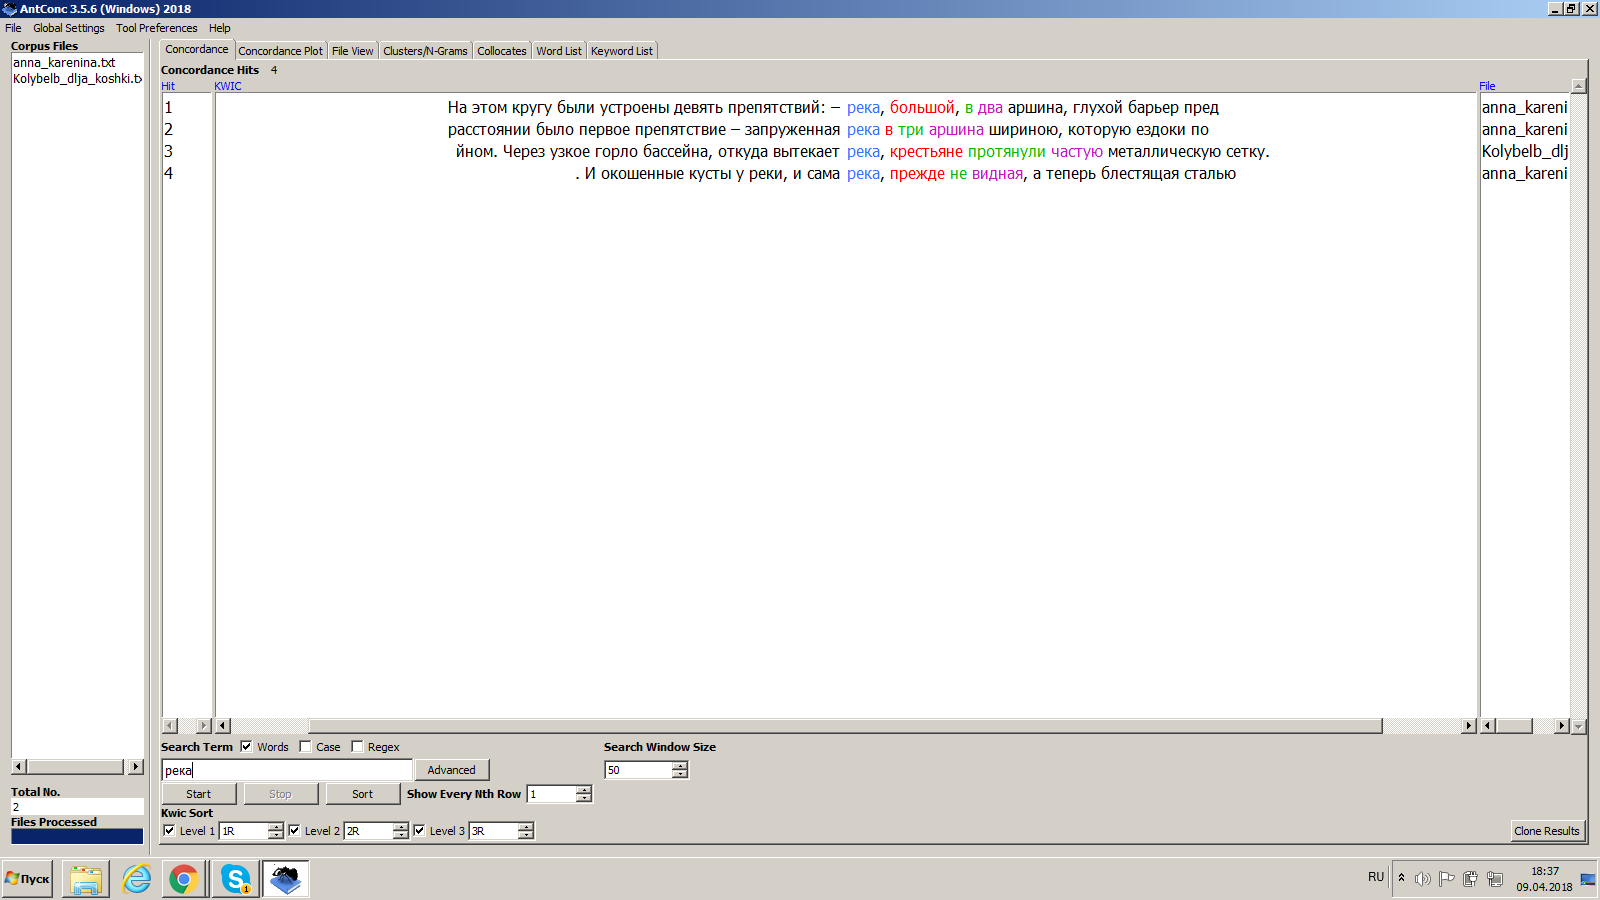 AntConc 3.5.6 (Windows) 2018
File Global Settings Tool Preferences Help
Corpus Files
anna_karenina.txt
Kolybelb_dlja_koshki.tx
Total No.
2
Files Processed
Concordance Concordance Plot File View Clusters/N-Grams Collocates Word List Keyword List
Concordance Hits 4
Hit KWIC File
1 На этом кругу были устроены девять препятствий: – река, большой, в два аршина, глухой барьер пред anna_kareni
2 расстоянии было первое препятствие – запруженная река в три аршина шириною, которую ездоки по anna_kareni
3 йном. Через узкое горло бассейна, откуда вытекает река, крестьяне протянули частую металлическую сетку. Kolybelb_dlj
4 . И окошенные кусты у реки, и сама река, прежде не видная, а теперь блестящая сталью anna_kareni
Search Term Words Case Regex Search Window Size
река Advanced 50
Start Stop Sort Show Every Nth Row 1
Kwic Sort
Level 1 1R Level 2 2R Level 3 3R Clone Results
Пуск 1 RU 18:37
09.04.2018